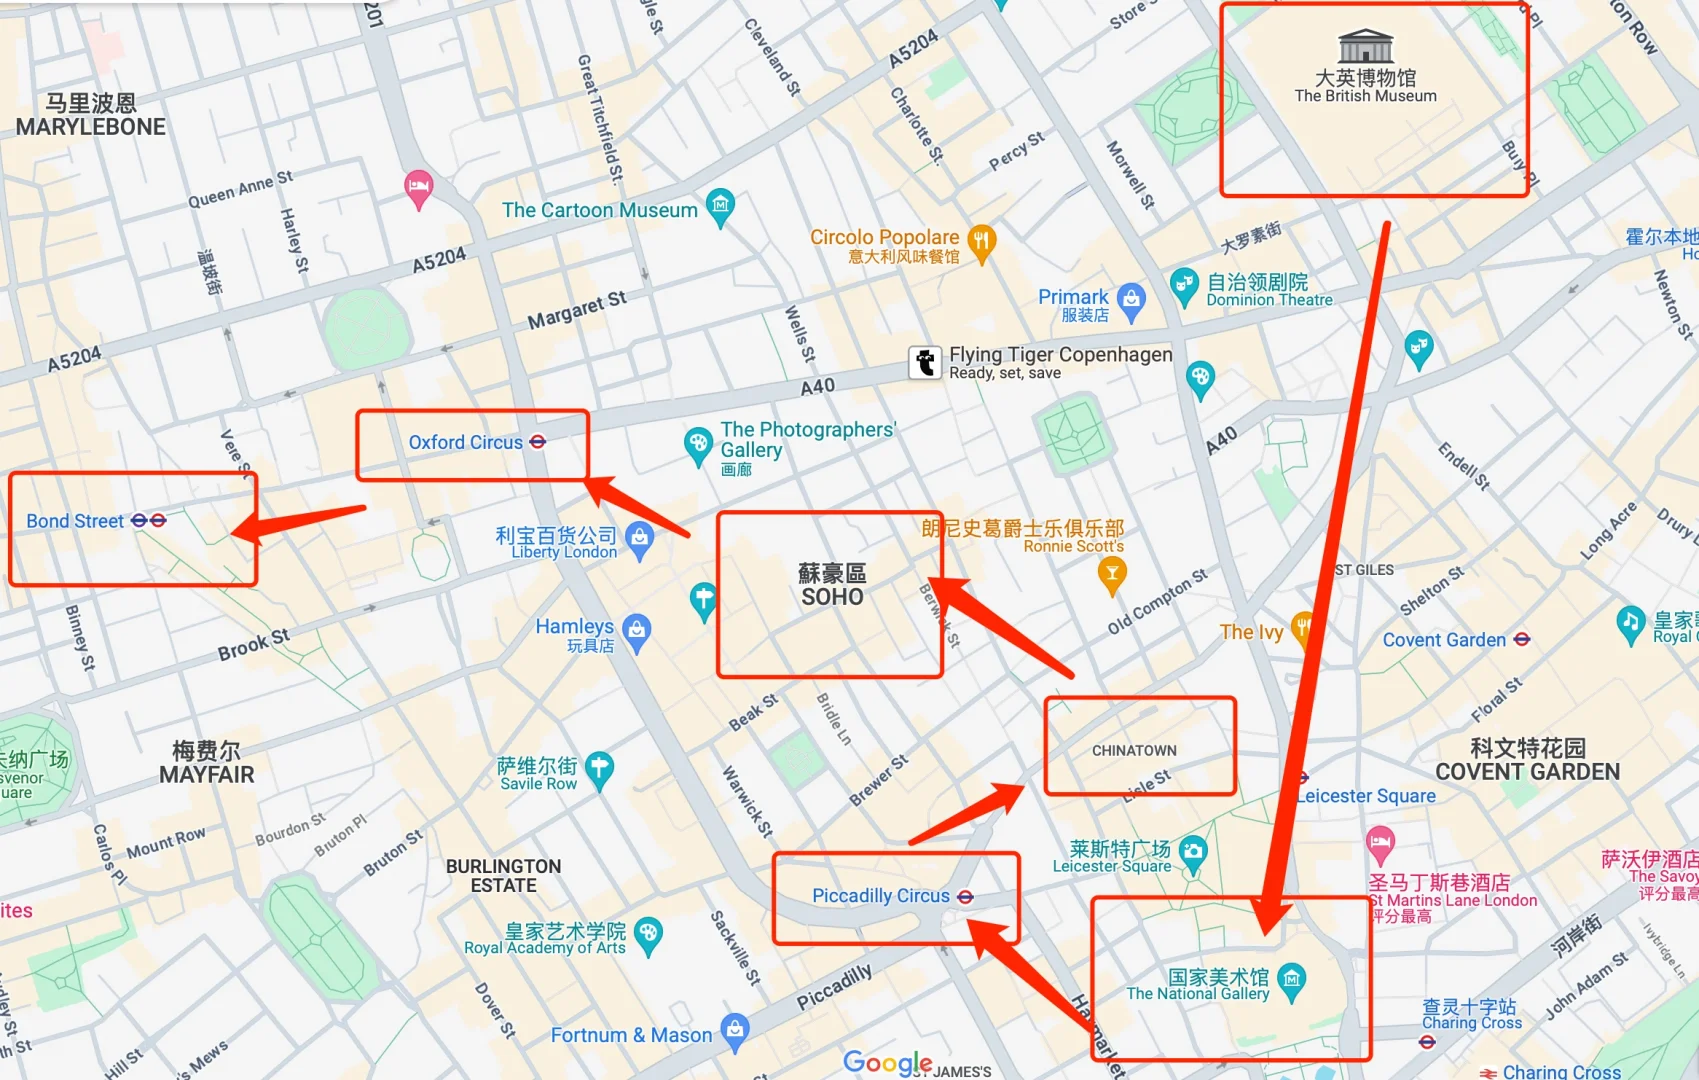 201
gle St
Cleveland St
A5204
Store St
ton Row
大英博物馆
The British Museum
马里波恩
MARYLEBONE
Great Titchfield St.
Charlotte St.
Percy St
Morwell St
Bury Pl
Queen Anne St
Harley St
温坡街
The Cartoon Museum
Circolo Popolare
意大利风味餐馆
大罗素街
霍尔本地
Ho
A5204
Margaret St
Primark
服装店
自治领剧院
Dominion Theatre
Newton St
Wells St
A5204
Flying Tiger Copenhagen
Ready, set, save
A40
Oxford Circus
The Photographers'
Gallery
画廊
A40
Vere St
Endell St
Bond Street
利宝百货公司
Liberty London
朗尼史葛爵士乐俱乐部
Ronnie Scott's
Long Acre
Drury L
蘇豪區
SOHO
ST GILES
Shelton St
Berwick St
Old Compton St
Binney St
Brook St
Hamleys
玩具店
The Ivy
Covent Garden
皇家
Royal
Beak St
Bridle Ln
Floral St
夫纳广场
svenor
uare
梅费尔
MAYFAIR
萨维尔街
Savile Row
Brewer St
CHINATOWN
Lisle St
科文特花园
COVENT GARDEN
Leicester Square
Warwick St
Carlos Pl
Mount Row
Bourdon St
Bruton Pl
Bruton St
BURLINGTON
ESTATE
莱斯特广场
Leicester Square
圣马丁斯巷酒店
St Martins Lane London
评分最高
萨沃伊酒店
The Savoy
评分最高
ites
Piccadilly Circus
皇家艺术学院
Royal Academy of Arts
Sackville St
河岸街
Ivybridge Ln
国家美术馆
The National Gallery
Piccadilly
Haymarket
John Adam St
查灵十字站
Charing Cross
udley St
Dover St
Fortnum & Mason
th St
Hill St
's Mews
Google
ST JAMES'S
Charing Cross